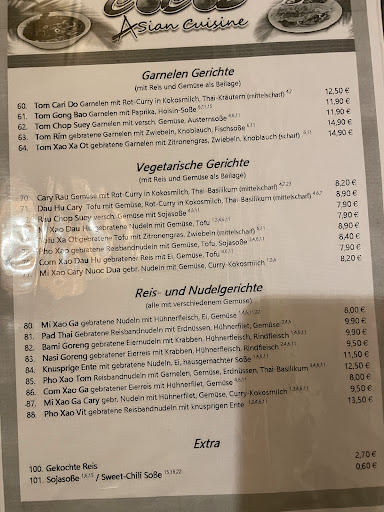 Asian Cuisine
Garnelen Gerichte
(mit Reis und Gemüse als Beilage)
60. Tom Cari Do Garnelen mit Rot-Curry in Kokosmilch, Thai-Kräutern (mittelscharf) 12,50 €
61. Tom Gong Bao Garnelen mit Paprika, Hoisin-Soße 11,90 €
62. Tom Chop Suey Garnelen mit versch. Gemüse, Austernsoße 11,90 €
63. Tom Rim gebratene Garnelen mit Zwiebeln, Knoblauch, Fischsoße 14,90 €
64. Tom Xao Xa Ot gebratene Garnelen mit Zitronengras, Zwiebeln, Knoblauch (scharf) 14,90 €
Vegetarische Gerichte
(mit Reis und Gemüse als Beilage)
70. Cary Rau Gemüse mit Rot-Curry in Kokosmilch, Thai-Basilikum (mittelscharf) 8,20 €
71. Dau Hu Cary Tofu mit Gemüse, Rot-Curry in Kokosmilch, Thai-Basilikum (mittelscharf) 8,90 €
Rau Chop Suey versch. Gemüse mit Sojasoße 7,90 €
Mi Xao Dau Hu gebratene Nudeln mit Gemüse, Tofu 7,90 €
Xa Ot gebratene Tofu mit Zitronengras, Zwiebeln (mittelscharf) 7,90 €
Pho Xao gebratene Reisbandnudeln mit Gemüse, Tofu, Sojasoße 8,40 €
Com Xao Dau Hu gebratener Reis mit Ei, Gemüse, Tofu 7,90 €
Mi Xao Cary Nuoc Dua gebr. Nudeln mit Gemüse, Curry-Kokosmilch 8,20 €
Reis- und Nudelgerichte
(alle mit verschiedenem Gemüse)
80. Mi Xao Ga gebratene Nudeln mit Hühnerfleisch, Ei, Gemüse 8,00 €
81. Pad Thai gebratene Reisbandnudeln mit Erdnüssen, Hühnerfilet, Gemüse 9,90 €
82. Bami Goreng gebratene Eiernudeln mit Krabben, Hühnerfleisch, Rindfleisch 9,90 €
83. Nasi Goreng gebratener Eierreis mit Krabben, Hühnerfleisch, Rindfleisch 9,50 €
84. Knusprige Ente mit gebratene Nudeln, Ei, hausgemachter Soße 11,50 €
85. Pho Xao Tom Reisbandnudeln mit Garnelen, Gemüse, Erdnüssen, Thai-Basilikum 12,50 €
86. Com Xao Ga gebratener Eierreis mit Hühnerfilet, Gemüse 8,00 €
87. Mi Xao Ga Cary gebr. Nudeln mit Hühnerfilet, Gemüse, Curry-Kokosmilch 9,90 €
88. Pho Xao Vit gebratene Reisbandnudeln mit knusprigen Ente 13,50 €
Extra
100. Gekochte Reis 2,70 €
101. Sojasoße / Sweet-Chili Soße 0,60 €